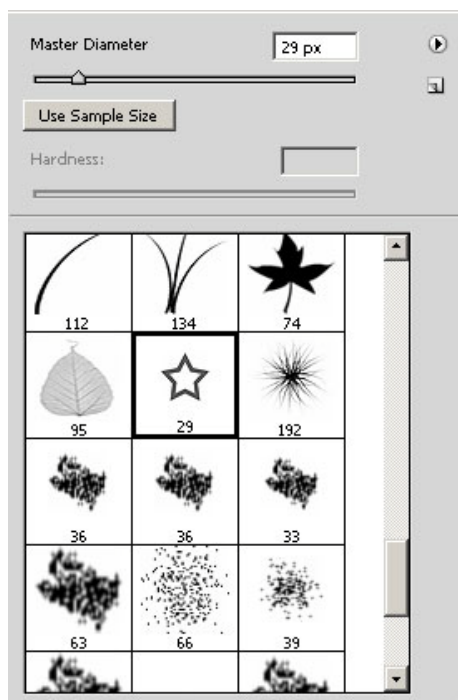 Master Diameter 29 px
Use Sample Size
Hardness:
112 134 74
95 29 192
36 36 33
63 66 39